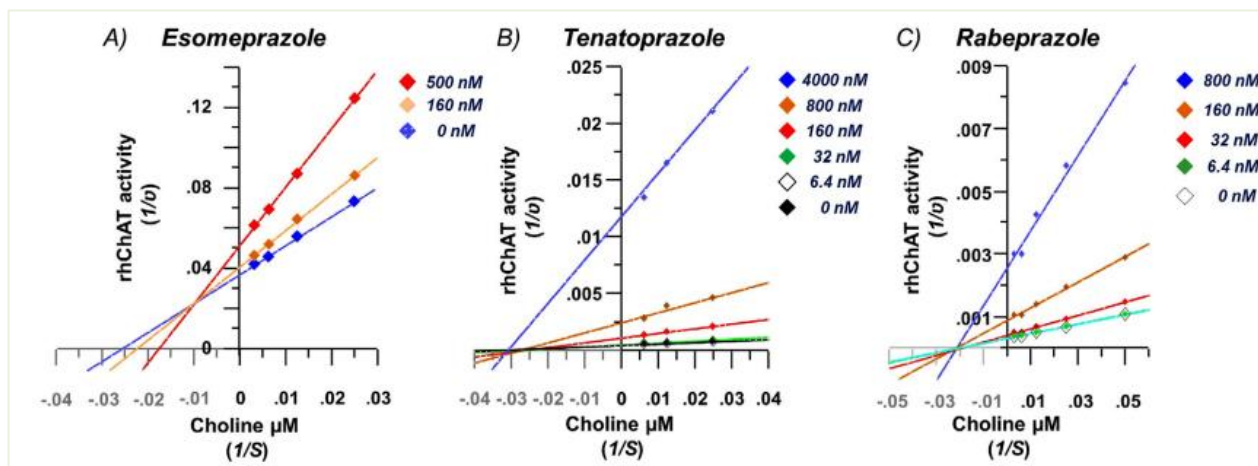 A) Esomeprazole
rhChAT activity
(1/υ)
.12
.08
.04
0
-.04 -.03 -.02 -.01 0 .01 .02 .03
Choline µM
(1/S)
500 nM
160 nM
0 nM
B) Tenatoprazole
rhChAT activity
(1/υ)
.025
.020
.015
.010
.005
-.04 -.03 -.02 -.01 0 .01 .02 .03 .04
Choline µM
(1/S)
4000 nM
800 nM
160 nM
32 nM
6.4 nM
0 nM
C) Rabeprazole
rhChAT activity
(1/υ)
.009
.007
.005
.003
.001
-.05 -.03 -.01 .01 .03 .05
Choline µM
(1/S)
800 nM
160 nM
32 nM
6.4 nM
0 nM